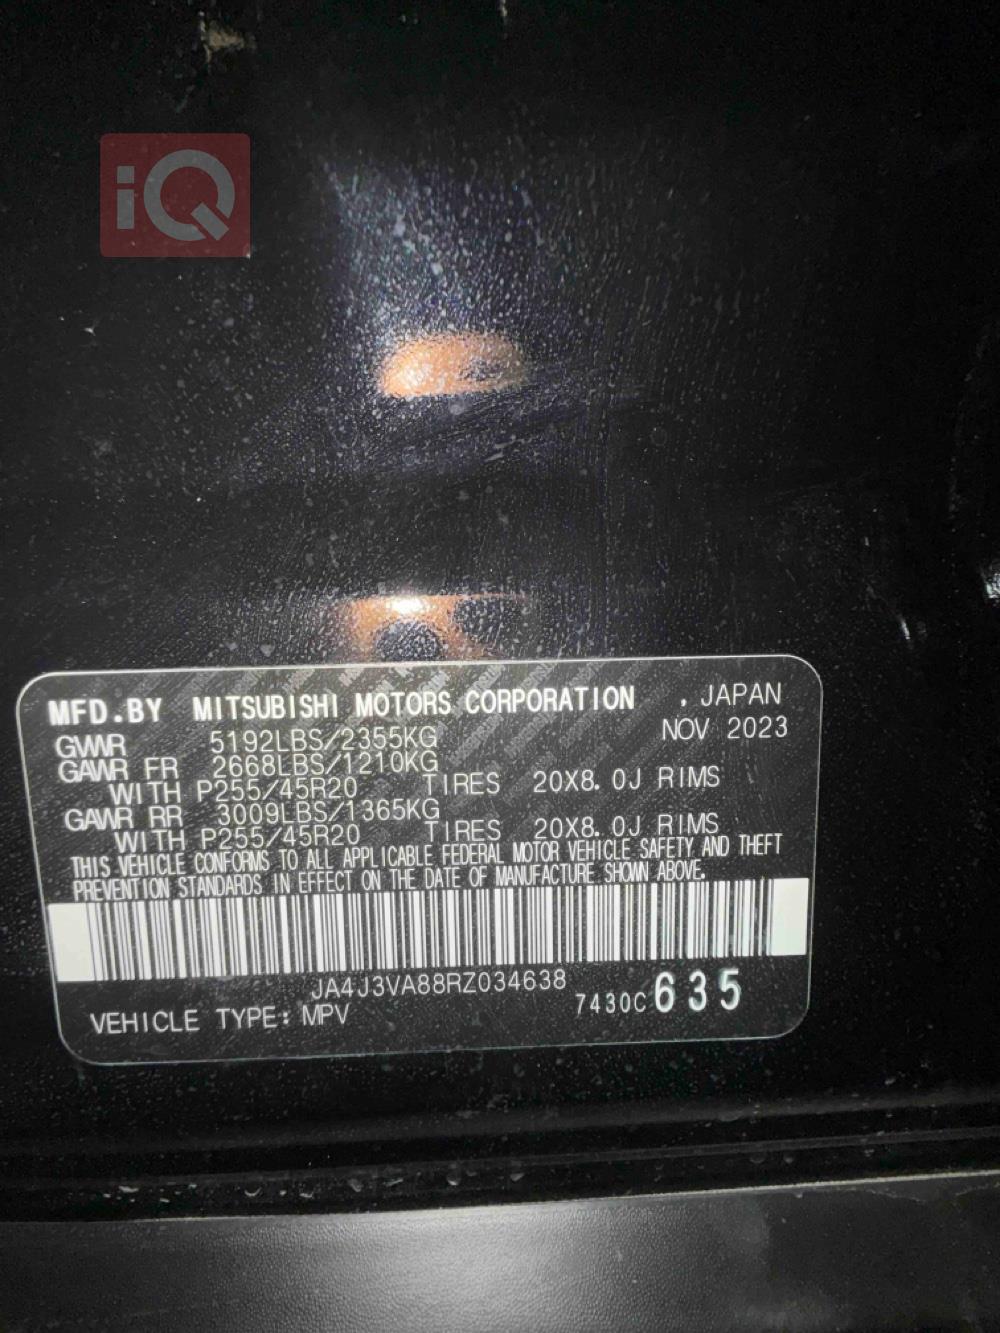 iQ
MFD.BY MITSUBISHI MOTORS CORPORATION , JAPAN
GVWR 5192LBS/2355KG NOV 2023
GAWR FR 2668LBS/1210KG
WITH P255/45R20 TIRES 20X8.0J RIMS
GAWR RR 3009LBS/1365KG
WITH P255/45R20 TIRES 20X8.0J RIMS
THIS VEHICLE CONFORMS TO ALL APPLICABLE FEDERAL MOTOR VEHICLE SAFETY AND THEFT
PREVENTION STANDARDS IN EFFECT ON THE DATE OF MANUFACTURE SHOWN ABOVE.
JA4J3VA88RZ034638
VEHICLE TYPE: MPV 7430C 635